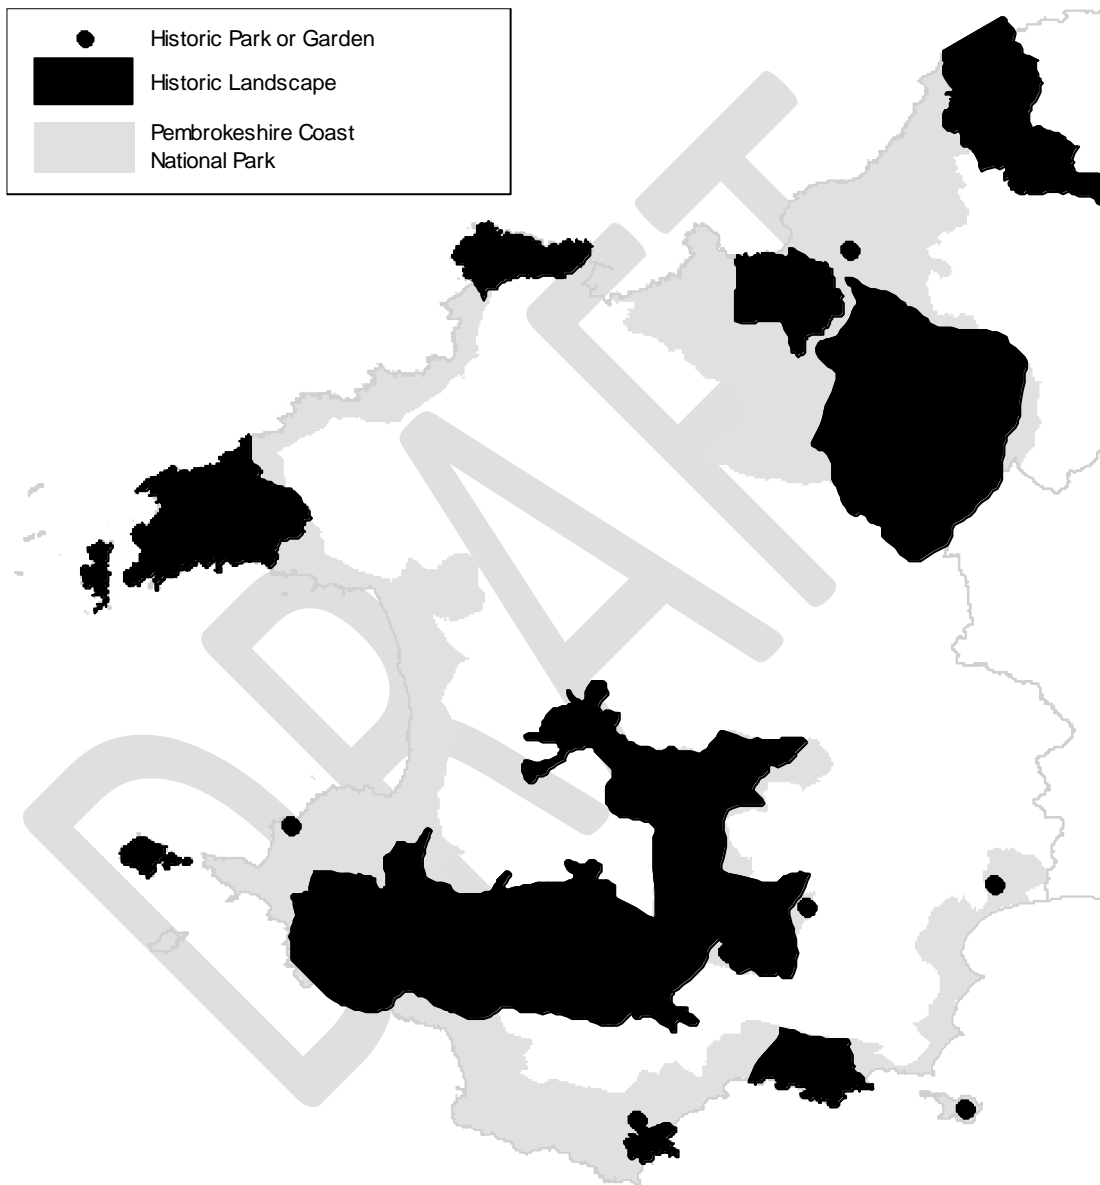 Historic Park or Garden
Historic Landscape
Pembrokeshire Coast
National Park
DRAFT